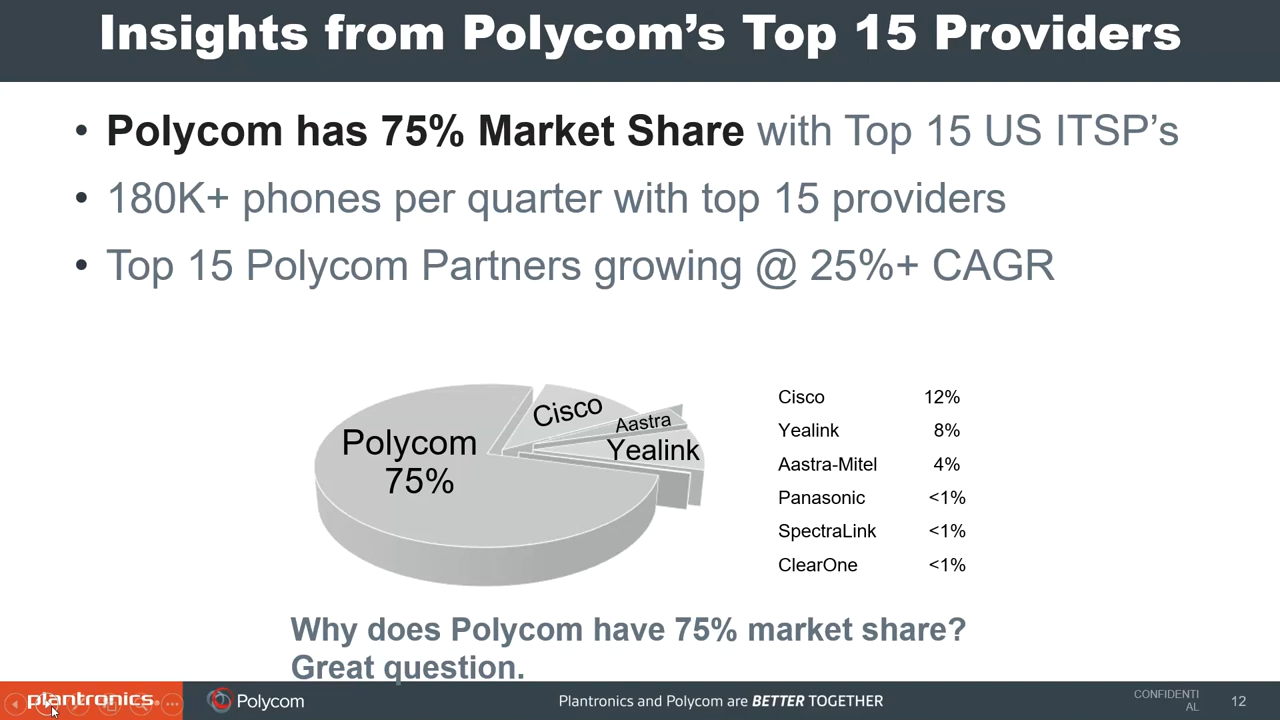 Insights from Polycom’s Top 15 Providers
• Polycom has 75% Market Share with Top 15 US ITSP’s
• 180K+ phones per quarter with top 15 providers
• Top 15 Polycom Partners growing @ 25%+ CAGR
Polycom
75%
Cisco
Aastra
Yealink
Cisco 12%
Yealink 8%
Aastra-Mitel 4%
Panasonic <1%
SpectraLink <1%
ClearOne <1%
Why does Polycom have 75% market share?
Great question.
plantronics.
Polycom
Plantronics and Polycom are BETTER TOGETHER
CONFIDENTI
AL
12